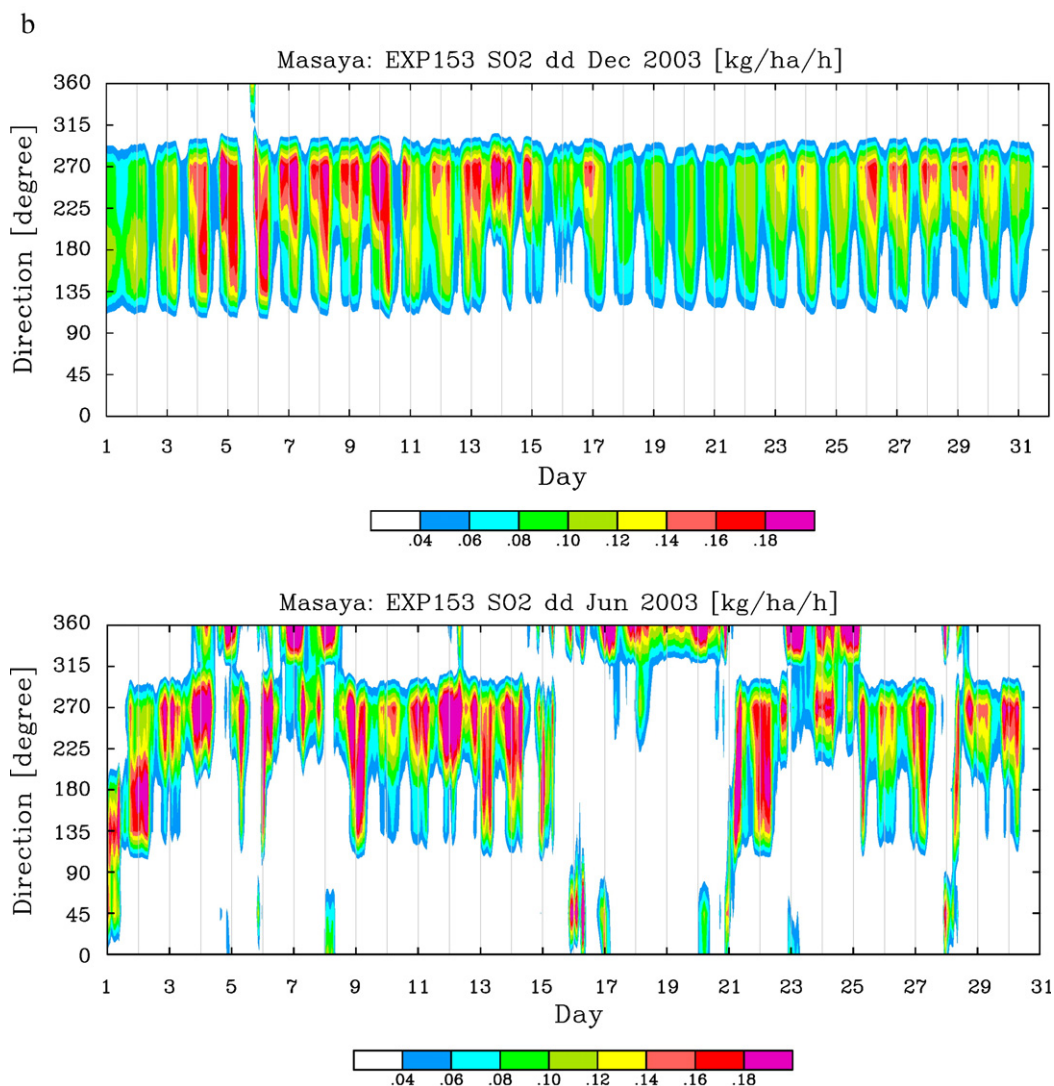 b
Masaya: EXP153 SO2 dd Dec 2003 [kg/ha/h]
Direction [degree]
360
315
270
225
180
135
90
45
0
1 3 5 7 9 11 13 15 17 19 21 23 25 27 29 31
Day
.04 .06 .08 .10 .12 .14 .16 .18
Masaya: EXP153 SO2 dd Jun 2003 [kg/ha/h]
Direction [degree]
360
315
270
225
180
135
90
45
0
1 3 5 7 9 11 13 15 17 19 21 23 25 27 29 31
Day
.04 .06 .08 .10 .12 .14 .16 .18